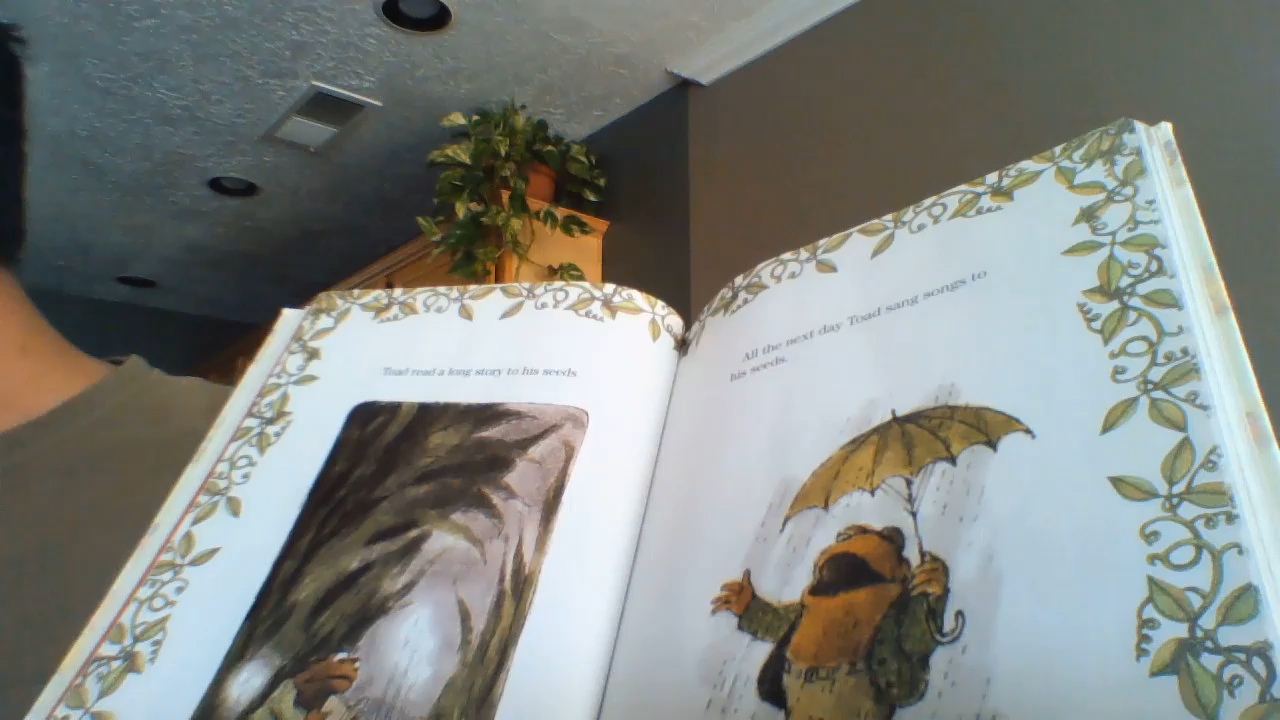 Toad read a long story to his seeds
All the next day Toad sang songs to
his seeds.